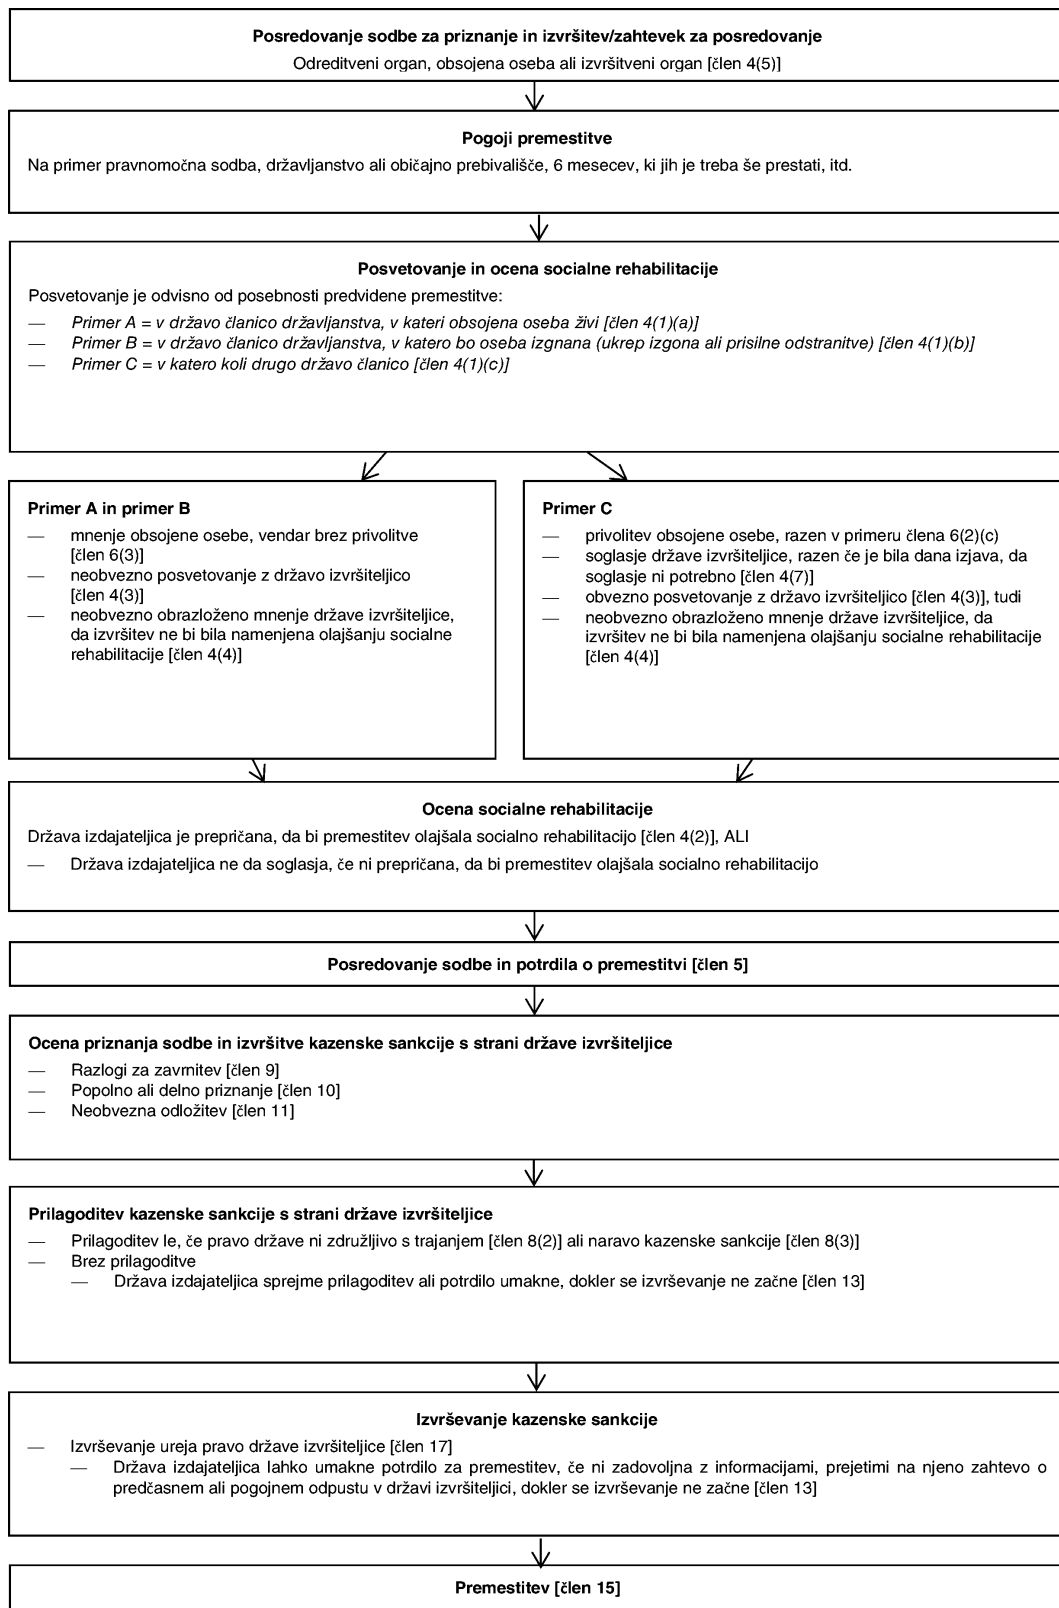 Posredovanje sodbe za priznanje in izvršitev/zahtevek za posredovanje
Odreditveni organ, obsojena oseba ali izvršitveni organ [člen 4(5)]
Pogoji premestitve
Na primer pravnomočna sodba, državljanstvo ali običajno prebivališče, 6 mesecev, ki jih je treba še prestati, itd.
Posvetovanje in ocena socialne rehabilitacije
Posvetovanje je odvisno od posebnosti predvidene premestitve:
— Primer A = v državo članico državljanstva, v kateri obsojena oseba živi [člen 4(1)(a)]
— Primer B = v državo članico državljanstva, v katero bo oseba izgnana (ukrep izgona ali prisilne odstranitve) [člen 4(1)(b)]
— Primer C = v katero koli drugo državo članico [člen 4(1)(c)]
Primer A in primer B
— mnenje obsojene osebe, vendar brez privolitve
[člen 6(3)]
— neobvezno posvetovanje z državo izvršiteljico
[člen 4(3)]
— neobvezno obrazloženo mnenje države izvršiteljice,
da izvršitev ne bi bila namenjena olajšanju socialne
rehabilitacije [člen 4(4)]
Primer C
— privolitev obsojene osebe, razen v primeru člena 6(2)(c)
— soglasje države izvršiteljice, razen če je bila dana izjava, da
soglasje ni potrebno [člen 4(7)]
— obvezno posvetovanje z državo izvršiteljico [člen 4(3)], tudi
— neobvezno obrazloženo mnenje države izvršiteljice, da
izvršitev ne bi bila namenjena olajšanju socialne rehabilitacije
[člen 4(4)]
Ocena socialne rehabilitacije
Država izdajateljica je prepričana, da bi premestitev olajšala socialno rehabilitacijo [člen 4(2)], ALI
— Država izdajateljica ne da soglasja, če ni prepričana, da bi premestitev olajšala socialno rehabilitacijo
Posredovanje sodbe in potrdila o premestitvi [člen 5]
Ocena priznanja sodbe in izvršitve kazenske sankcije s strani države izvršiteljice
— Razlogi za zavrnitev [člen 9]
— Popolno ali delno priznanje [člen 10]
— Neobvezna odložitev [člen 11]
Prilagoditev kazenske sankcije s strani države izvršiteljice
— Prilagoditev le, če pravo države ni združljivo s trajanjem [člen 8(2)] ali naravo kazenske sankcije [člen 8(3)]
— Brez prilagoditve
— Država izdajateljica sprejme prilagoditev ali potrdilo umakne, dokler se izvrševanje ne začne [člen 13]
Izvrševanje kazenske sankcije
— Izvrševanje ureja pravo države izvršiteljice [člen 17]
— Država izdajateljica lahko umakne potrdilo za premestitev, če ni zadovoljna z informacijami, prejetimi na njeno zahtevo o
predčasnem ali pogojnem odpustu v državi izvršiteljici, dokler se izvrševanje ne začne [člen 13]
Premestitev [člen 15]